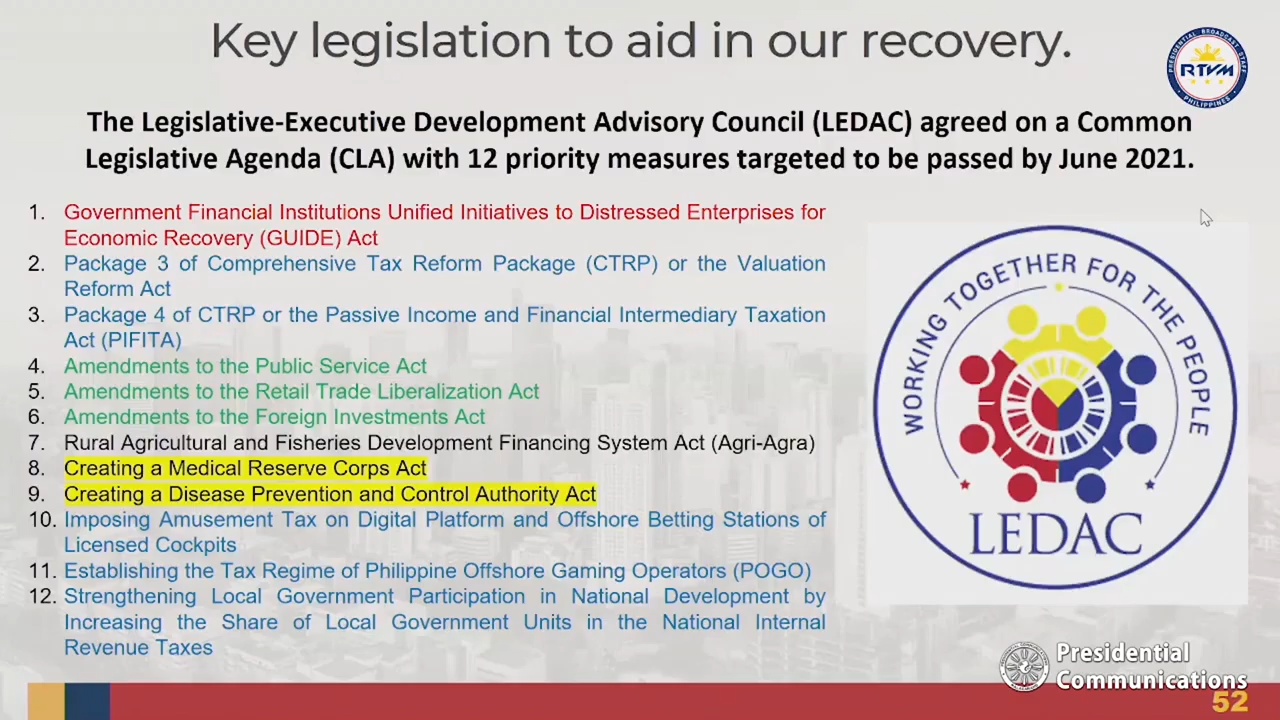 Key legislation to aid in our recovery.
PRESIDENTIAL BROADCAST STAFF
RTVM
PHILIPPINES
The Legislative-Executive Development Advisory Council (LEDAC) agreed on a Common
Legislative Agenda (CLA) with 12 priority measures targeted to be passed by June 2021.
1. Government Financial Institutions Unified Initiatives to Distressed Enterprises for
Economic Recovery (GUIDE) Act
2. Package 3 of Comprehensive Tax Reform Package (CTRP) or the Valuation
Reform Act
3. Package 4 of CTRP or the Passive Income and Financial Intermediary Taxation
Act (PIFITA)
4. Amendments to the Public Service Act
5. Amendments to the Retail Trade Liberalization Act
6. Amendments to the Foreign Investments Act
7. Rural Agricultural and Fisheries Development Financing System Act (Agri-Agra)
8. Creating a Medical Reserve Corps Act
9. Creating a Disease Prevention and Control Authority Act
10. Imposing Amusement Tax on Digital Platform and Offshore Betting Stations of
Licensed Cockpits
11. Establishing the Tax Regime of Philippine Offshore Gaming Operators (POGO)
12. Strengthening Local Government Participation in National Development by
Increasing the Share of Local Government Units in the National Internal
Revenue Taxes
WORKING TOGETHER FOR THE PEOPLE
LEDAC
Presidential
Communications
52